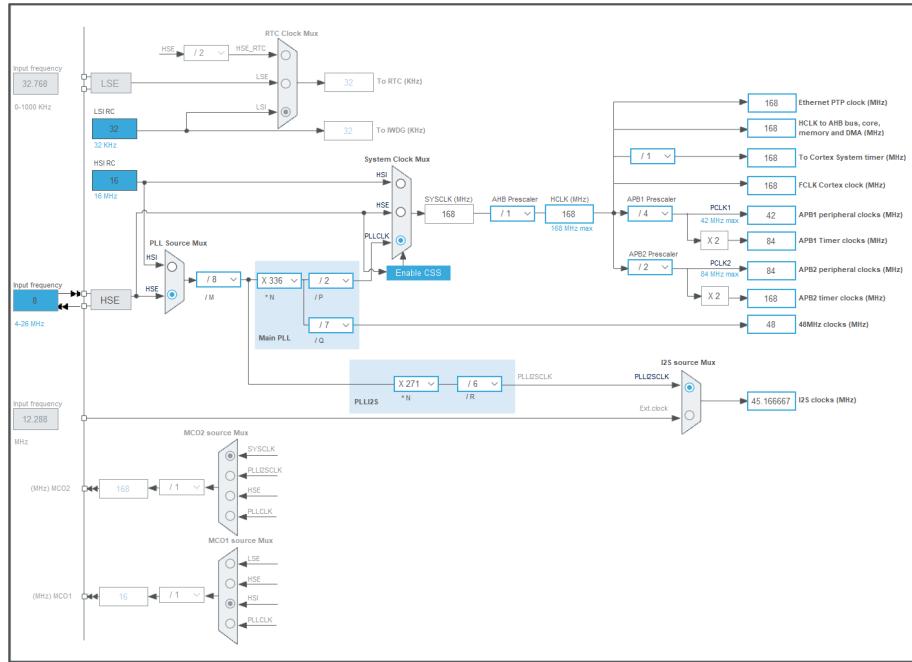 RTC Clock Mux
HSE
/ 2
HSE_RTC
Input frequency
32.768
LSE
LSE
32
To RTC (KHz)
0-1000 KHz
LSI RC
LSI
32
32
To IWDG (KHz)
32 KHz
HSI RC
16
16 MHz
System Clock Mux
HSI
HSE
PLLCLK
Enable CSS
SYSCLK (MHz)
168
AHB Prescaler
/ 1
HCLK (MHz)
168
168 MHz max
168
Ethernet PTP clock (MHz)
168
HCLK to AHB bus, core,
memory and DMA (MHz)
/ 1
168
To Cortex System timer (MHz)
168
FCLK Cortex clock (MHz)
APB1 Prescaler
/ 4
PCLK1
42 MHz max
42
APB1 peripheral clocks (MHz)
X 2
84
APB1 Timer clocks (MHz)
APB2 Prescaler
/ 2
PCLK2
84 MHz max
84
APB2 peripheral clocks (MHz)
X 2
168
APB2 timer clocks (MHz)
48
48MHz clocks (MHz)
PLL Source Mux
HSI
HSE
Input frequency
8
4-26 MHz
HSE
/ 8
/ M
X 336
* N
/ 2
/ P
/ 7
/ Q
Main PLL
X 271
* N
/ 6
/ R
PLLI2S
PLLI2SCLK
I2S source Mux
PLLI2SCLK
Ext.clock
45.166667
I2S clocks (MHz)
Input frequency
12.288
MHz
MCO2 source Mux
SYSCLK
PLLI2SCLK
HSE
PLLCLK
(MHz) MCO2
168
/ 1
MCO1 source Mux
LSE
HSE
HSI
PLLCLK
(MHz) MCO1
16
/ 1